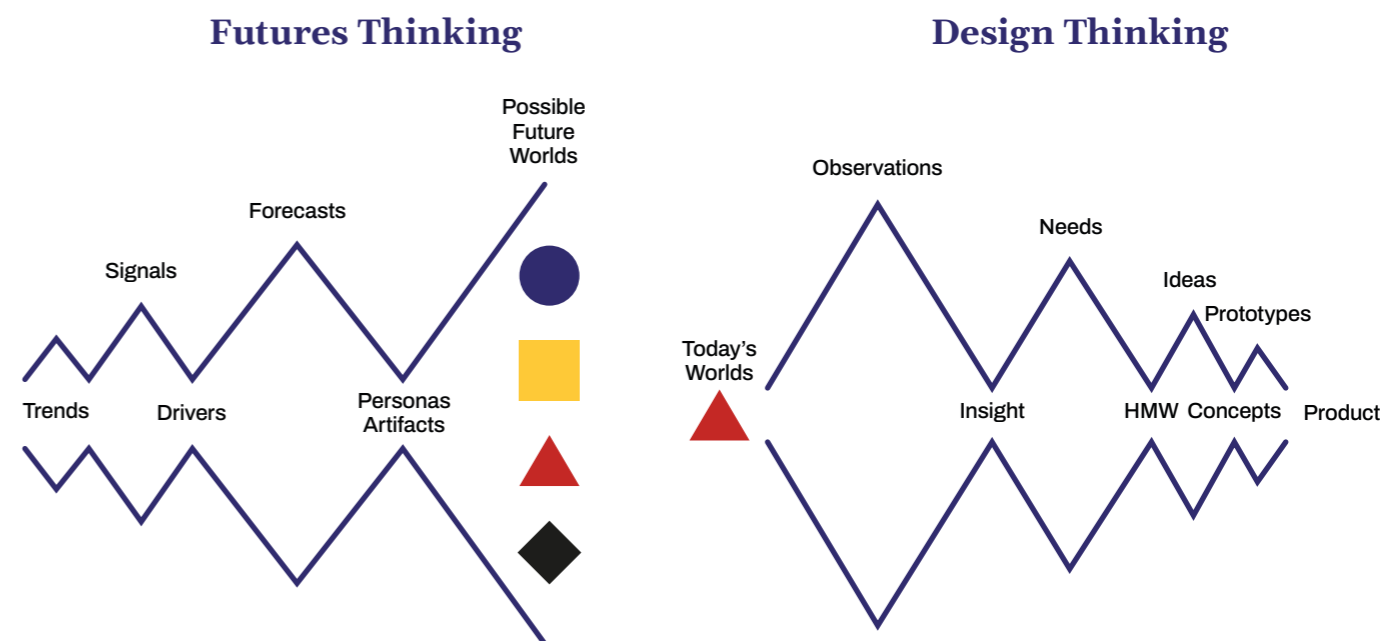 Futures Thinking
Possible
Future
Worlds
Forecasts
Signals
Trends
Drivers
Personas
Artifacts
Design Thinking
Observations
Needs
Ideas
Prototypes
Today's
Worlds
Insight
HMW
Concepts
Product